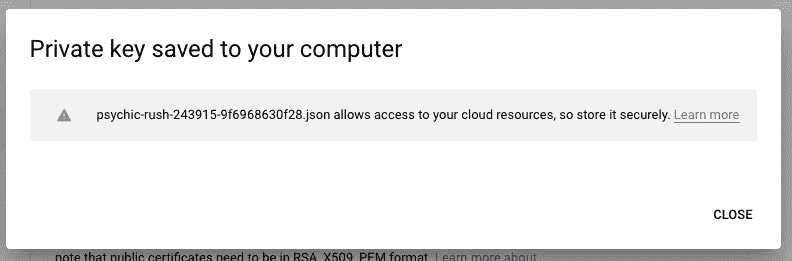 Private key saved to your computer
psychic-rush-243915-9f6968630f28.json allows access to your cloud resources, so store it securely. Learn more
CLOSE
note that public certificates need to be in RSA_X509_PEM format. Learn more about